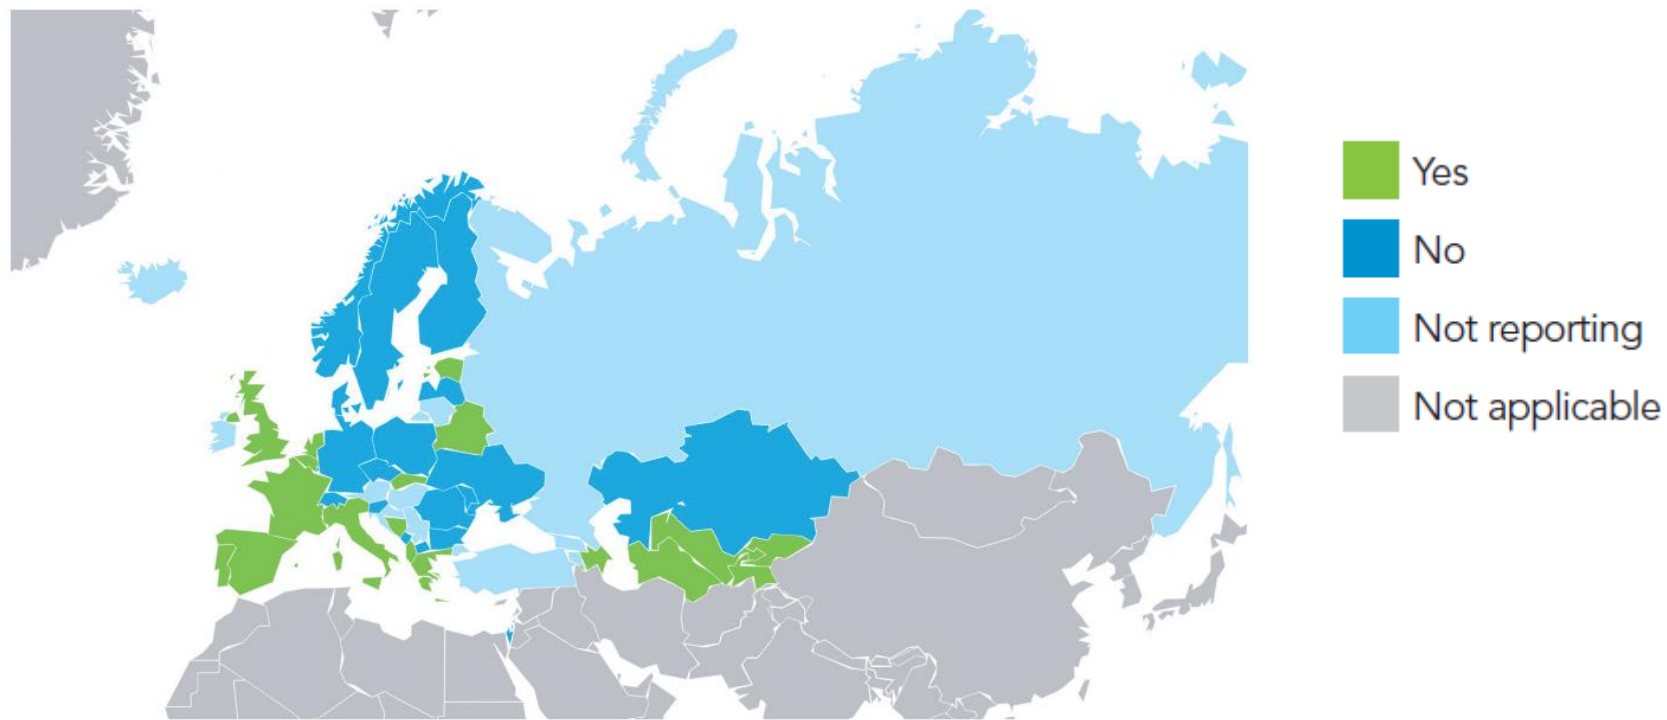 Yes
No
Not reporting
Not applicable